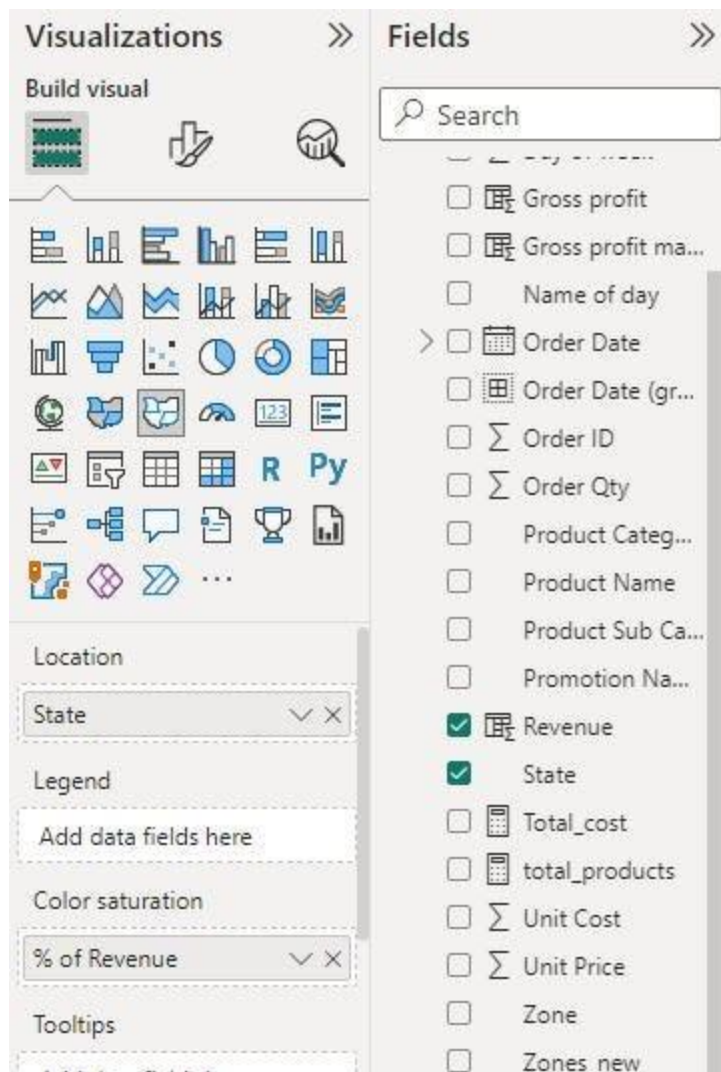 Visualizations
Build visual
123
R Py
Location
State
Legend
Add data fields here
Color saturation
% of Revenue
Tooltips
Fields
Search
Gross profit
Gross profit ma...
Name of day
Order Date
Order Date (gr...
Order ID
Order Qty
Product Categ...
Product Name
Product Sub Ca...
Promotion Na...
Revenue
State
Total_cost
total_products
Unit Cost
Unit Price
Zone
Zones_new